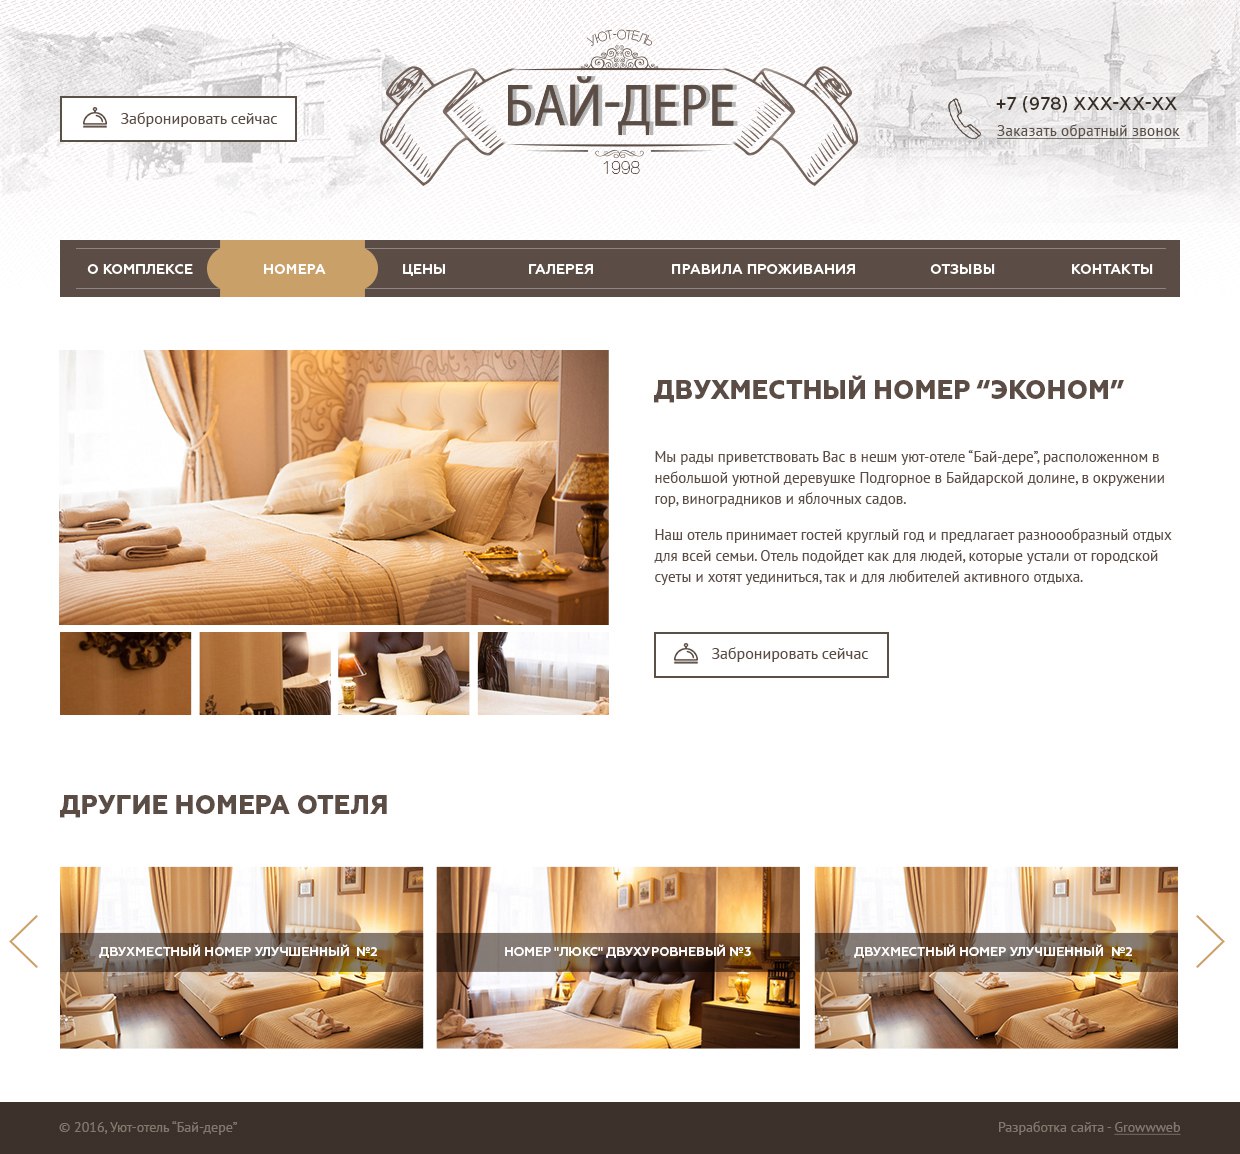 УЮТ-ОТЕЛЬ
БАЙ-ДЕРЕ
1998
Забронировать сейчас
+7 (978) XXX-XX-XX
Заказать обратный звонок
О КОМПЛЕКСЕ НОМЕРА ЦЕНЫ ГАЛЕРЕЯ ПРАВИЛА ПРОЖИВАНИЯ ОТЗЫВЫ КОНТАКТЫ
ДВУХМЕСТНЫЙ НОМЕР “ЭКОНОМ”
Мы рады приветствовать Вас в нешм уют-отеле “Бай-дере”, расположенном в
небольшой уютной деревушке Подгорное в Байдарской долине, в окружении
гор, виноградников и яблочных садов.
Наш отель принимает гостей круглый год и предлагает разноообразный отдых
для всей семьи. Отель подойдет как для людей, которые устали от городской
суеты и хотят уединиться, так и для любителей активного отдыха.
Забронировать сейчас
ДРУГИЕ НОМЕРА ОТЕЛЯ
ДВУХМЕСТНЫЙ НОМЕР УЛУЧШЕННЫЙ №2
НОМЕР "ЛЮКС" ДВУХУРОВНЕВЫЙ №3
ДВУХМЕСТНЫЙ НОМЕР УЛУЧШЕННЫЙ №2
© 2016, Уют-отель “Бай-дере”
Разработка сайта - Growwweb